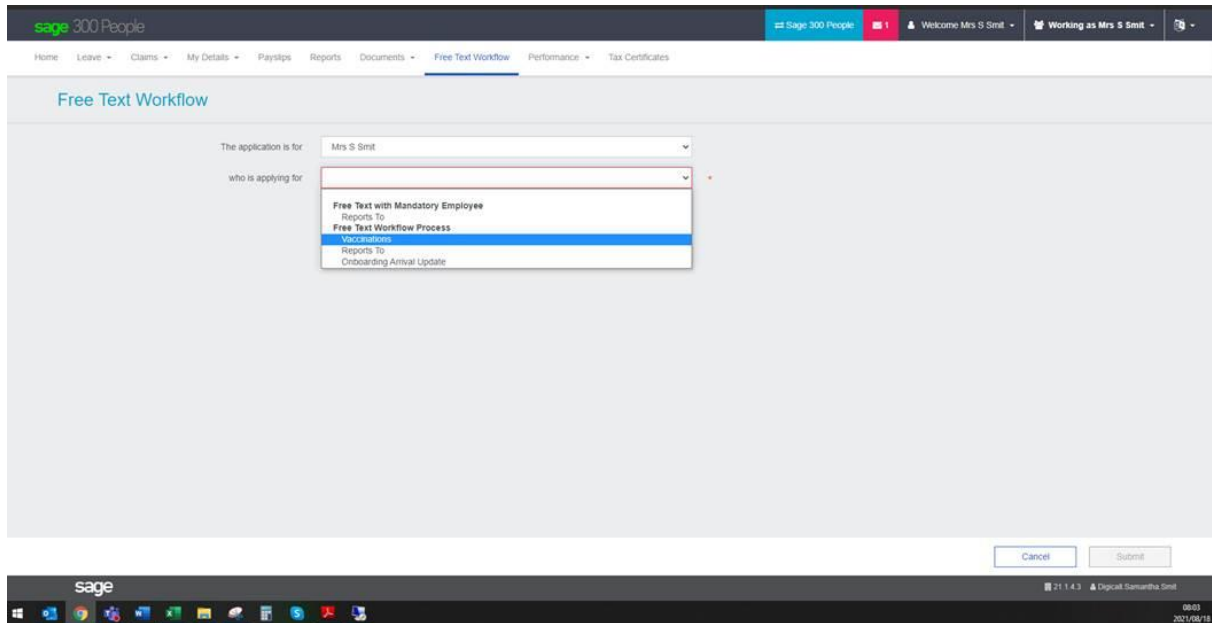 sage 300 People
Sage 300 People 1 Welcome Mrs S Smit Working as Mrs S Smit
Home Leave Claims My Details Payslips Reports Documents Free Text Workflow Performance Tax Certificates
Free Text Workflow
The application is for Mrs S Smit
who is applying for *
Free Text with Mandatory Employee
Reports To
Free Text Workflow Process
Vaccinations
Reports To
Onboarding Arrival Update
Cancel Submit
sage 21.1.4.3 Digicall Samantha Smit
08:03
2021/08/18